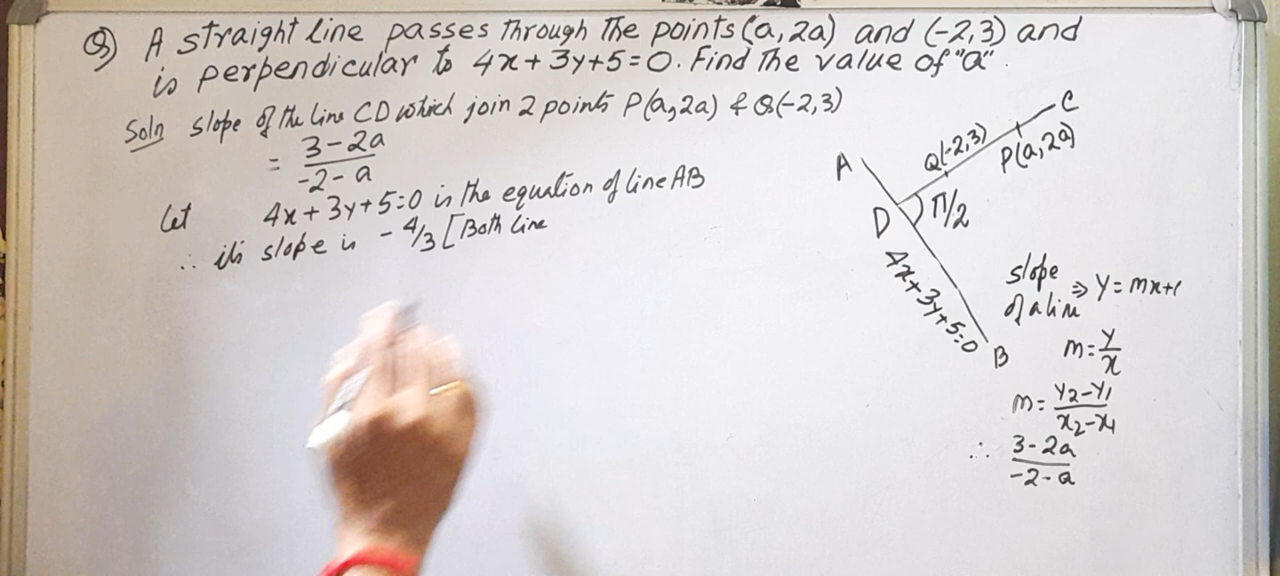 Q) A straight line passes through the points (a, 2a) and (-2,3) and
is perpendicular to 4x+3y+5=0. Find the value of "a".
Soln slope of the line CD which join 2 points P(a,2a) & Q(-2,3)
= 3-2a / -2-a
Let 4x+3y+5=0 is the equation of line AB
∴ it's slope is -4/3 [Both line
C
Q(-2,3)
P(a,2a)
A
D
π/2
4x+3y+5=0
B
slope
of a line ⇒ Y=mx+c
m= Y/x
m= Y2-Y1 / x2-x1
∴ 3-2a / -2-a